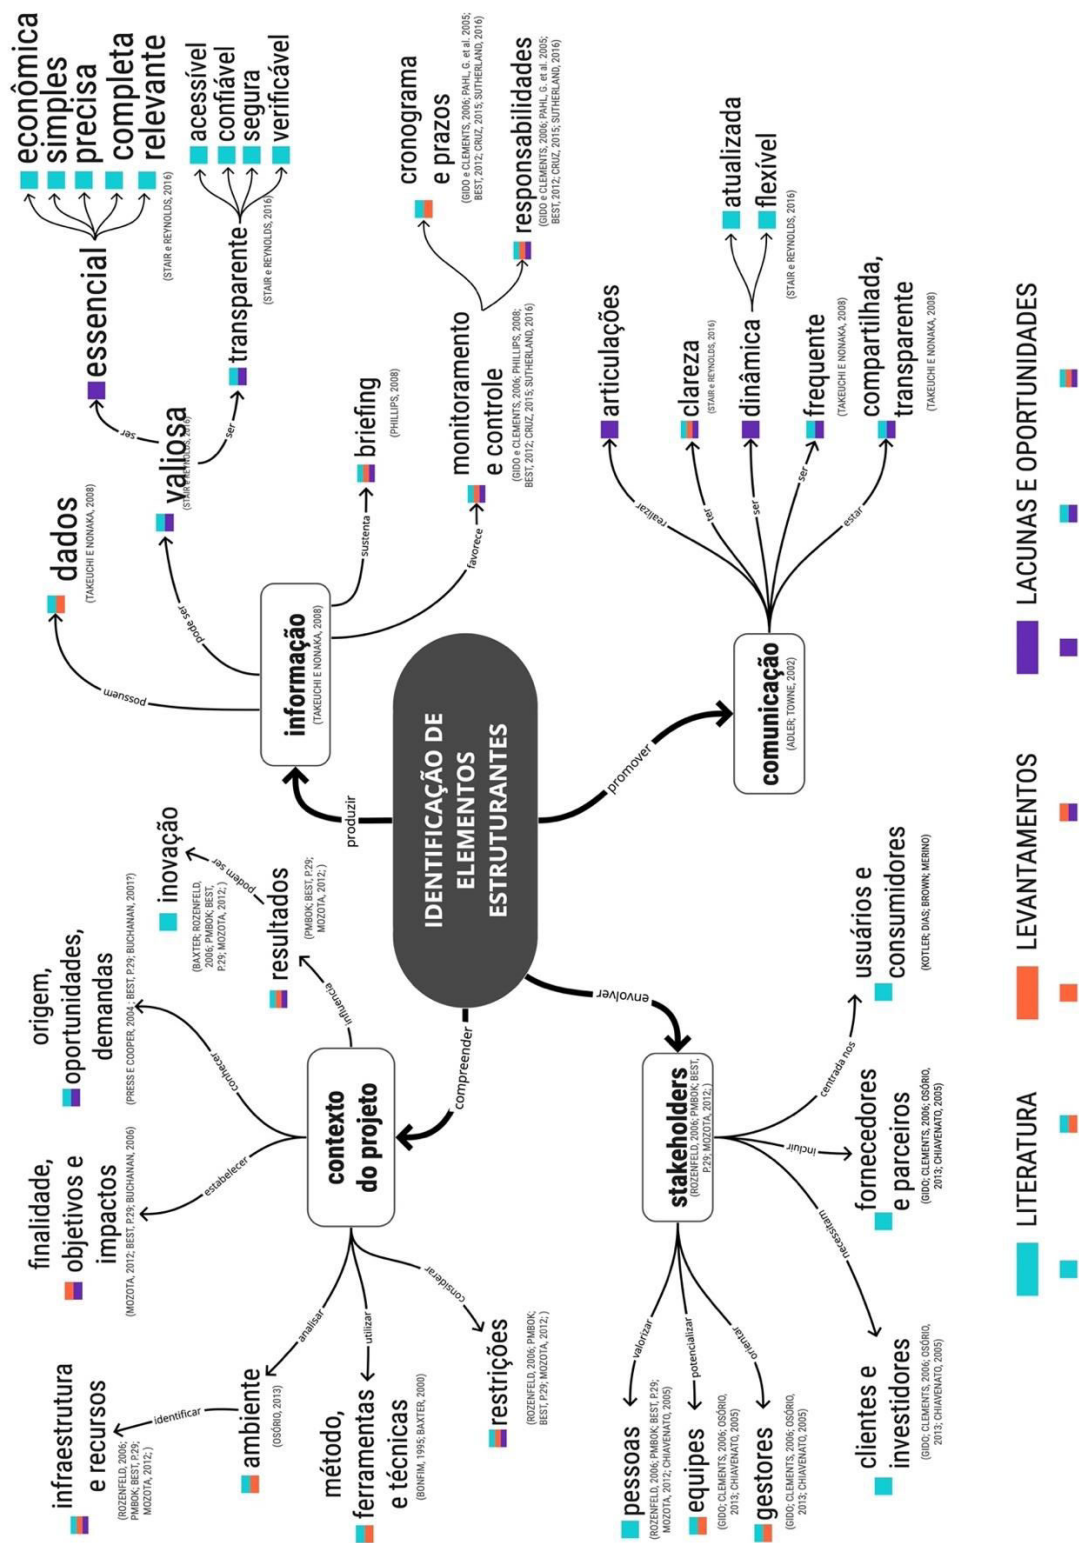 infraestrutura
e recursos
(ROZENFELD, 2006;
PMBOK; BEST, P.29;
MOZOTA, 2012; )
identificar
ambiente
(OSÓRIO, 2013)
analisar
método,
ferramentas
e técnicas
(BONFIM, 1995; BAXTER, 2000)
utilizar
restrições
(ROZENFELD, 2006; PMBOK;
BEST, P.29; MOZOTA, 2012; )
considerar
finalidade,
objetivos e
impactos
(MOZOTA, 2012; BEST, P.29; BUCHANAN, 2006)
estabelecer
origem,
oportunidades,
demandas
(PRESS E COOPER, 2004 ; BEST, P.29; BUCHANAN, 2001?)
conhecer
inovação
(BAXTER; ROZENFELD,
2006; PMBOK; BEST,
P.29; MOZOTA, 2012; )
podem ser
resultados
(PMBOK; BEST, P.29;
MOZOTA, 2012; )
influencia
contexto
do projeto
compreender
IDENTIFICAÇÃO DE
ELEMENTOS
ESTRUTURANTES
produzir
informação
(TAKEUCHI E NONAKA, 2008)
possuem
dados
(TAKEUCHI E NONAKA, 2008)
pode ser
valiosa
(STAIR e REYNOLDS, 2016)
ser
essencial
(STAIR e REYNOLDS, 2016)
econômica
simples
precisa
completa
relevante
ser
transparente
(STAIR e REYNOLDS, 2016)
acessível
confiável
segura
verificável
sustenta
briefing
(PHILLIPS, 2008)
favorece
monitoramento
e controle
(GIDO e CLEMENTS, 2006; PHILLIPS, 2008;
BEST, 2012; CRUZ, 2015; SUTHERLAND, 2016)
cronograma
e prazos
(GIDO e CLEMENTS, 2006; PAHL, G. et al. 2005;
BEST, 2012; CRUZ, 2015; SUTHERLAND, 2016)
responsabilidades
(GIDO e CLEMENTS, 2006; PAHL, G. et al. 2005;
BEST, 2012; CRUZ, 2015; SUTHERLAND, 2016)
envolver
stakeholders
(ROZENFELD, 2006; PMBOK; BEST,
P.29; MOZOTA, 2012; )
valorizar
pessoas
(ROZENFELD, 2006; PMBOK; BEST, P.29;
MOZOTA, 2012; CHIAVENATO, 2005)
potencializar
equipes
(GIDO; CLEMENTS, 2006; OSÓRIO,
2013; CHIAVENATO, 2005)
orientar
gestores
(GIDO; CLEMENTS, 2006; OSÓRIO,
2013; CHIAVENATO, 2005)
necessitam
clientes e
investidores
(GIDO; CLEMENTS, 2006; OSÓRIO,
2013; CHIAVENATO, 2005)
incluir
fornecedores
e parceiros
(GIDO; CLEMENTS, 2006; OSÓRIO,
2013; CHIAVENATO, 2005)
centrada nos
usuários e
consumidores
(KOTLER; DIAS; BROWN; MERINO)
promover
comunicação
(ADLER; TOWNE, 2002)
realizar
articulações
ter
clareza
(STAIR e REYNOLDS, 2016)
ser
dinâmica
atualizada
flexível
(STAIR e REYNOLDS, 2016)
ser
frequente
(TAKEUCHI E NONAKA, 2008)
estar
compartilhada,
transparente
(TAKEUCHI E NONAKA, 2008)
LITERATURA
LEVANTAMENTOS
LACUNAS E OPORTUNIDADES